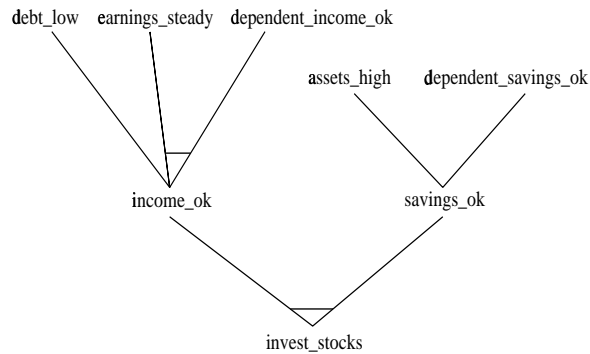 debt_low earnings_steady dependent_income_ok
assets_high dependent_savings_ok
income_ok savings_ok
invest_stocks